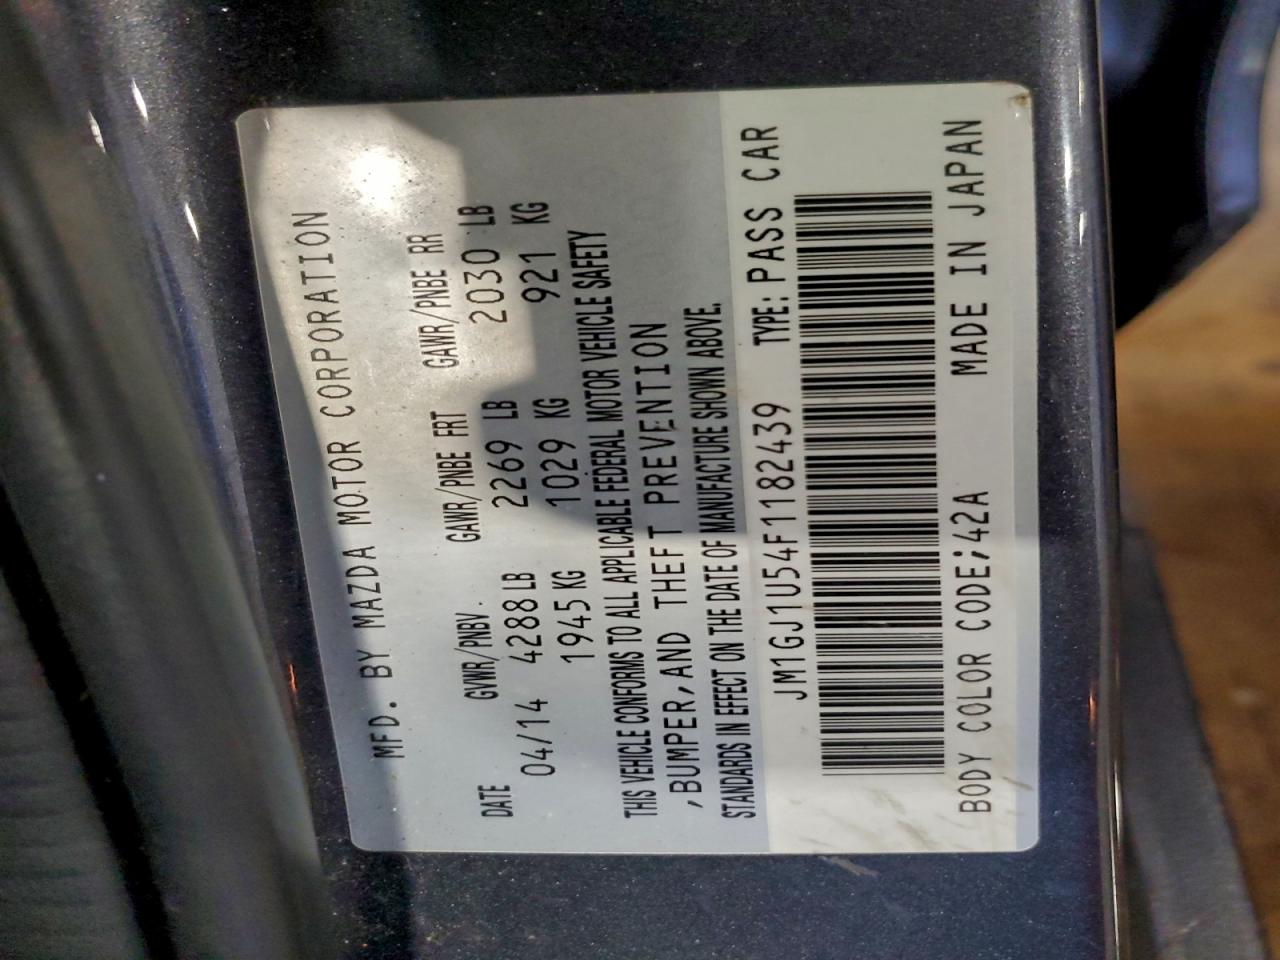 MFD. BY MAZDA MOTOR CORPORATION
DATE GVWR/PNBV. GAWR/PNBE FRT GAWR/PNBE RR
04/14 4288 LB 2269 LB 2030 LB
1945 KG 1029 KG 921 KG
THIS VEHICLE CONFORMS TO ALL APPLICABLE FEDERAL MOTOR VEHICLE SAFETY
,BUMPER,AND THEFT PREVENTION
STANDARDS IN EFFECT ON THE DATE OF MANUFACTURE SHOWN ABOVE.
JM1GJ1U54F1182439 TYPE: PASS CAR
BODY COLOR CODE;42A MADE IN JAPAN